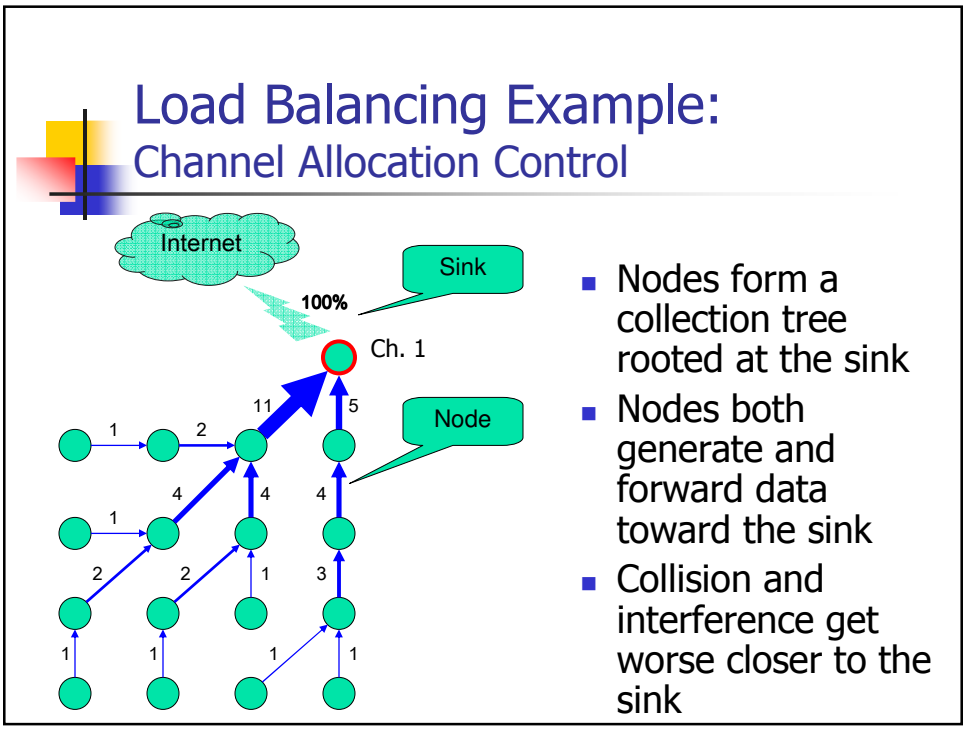 Load Balancing Example:
Channel Allocation Control
Internet
Sink
100%
Ch. 1
11
5
Node
1
2
4
4
4
1
2
2
1
3
1
1
1
1
Nodes form a
collection tree
rooted at the sink
Nodes both
generate and
forward data
toward the sink
Collision and
interference get
worse closer to the
sink